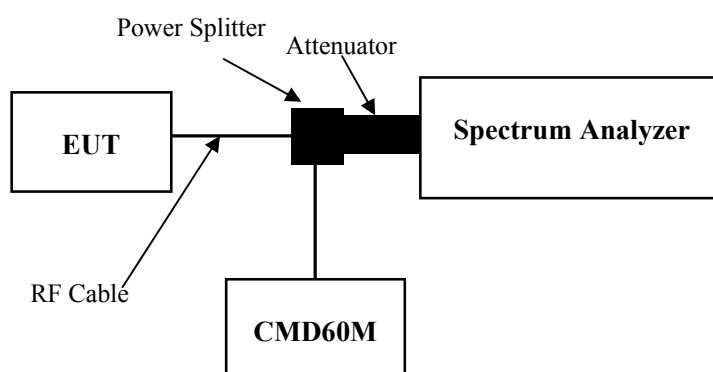 Power Splitter
Attenuator
EUT
Spectrum Analyzer
RF Cable
CMD60M